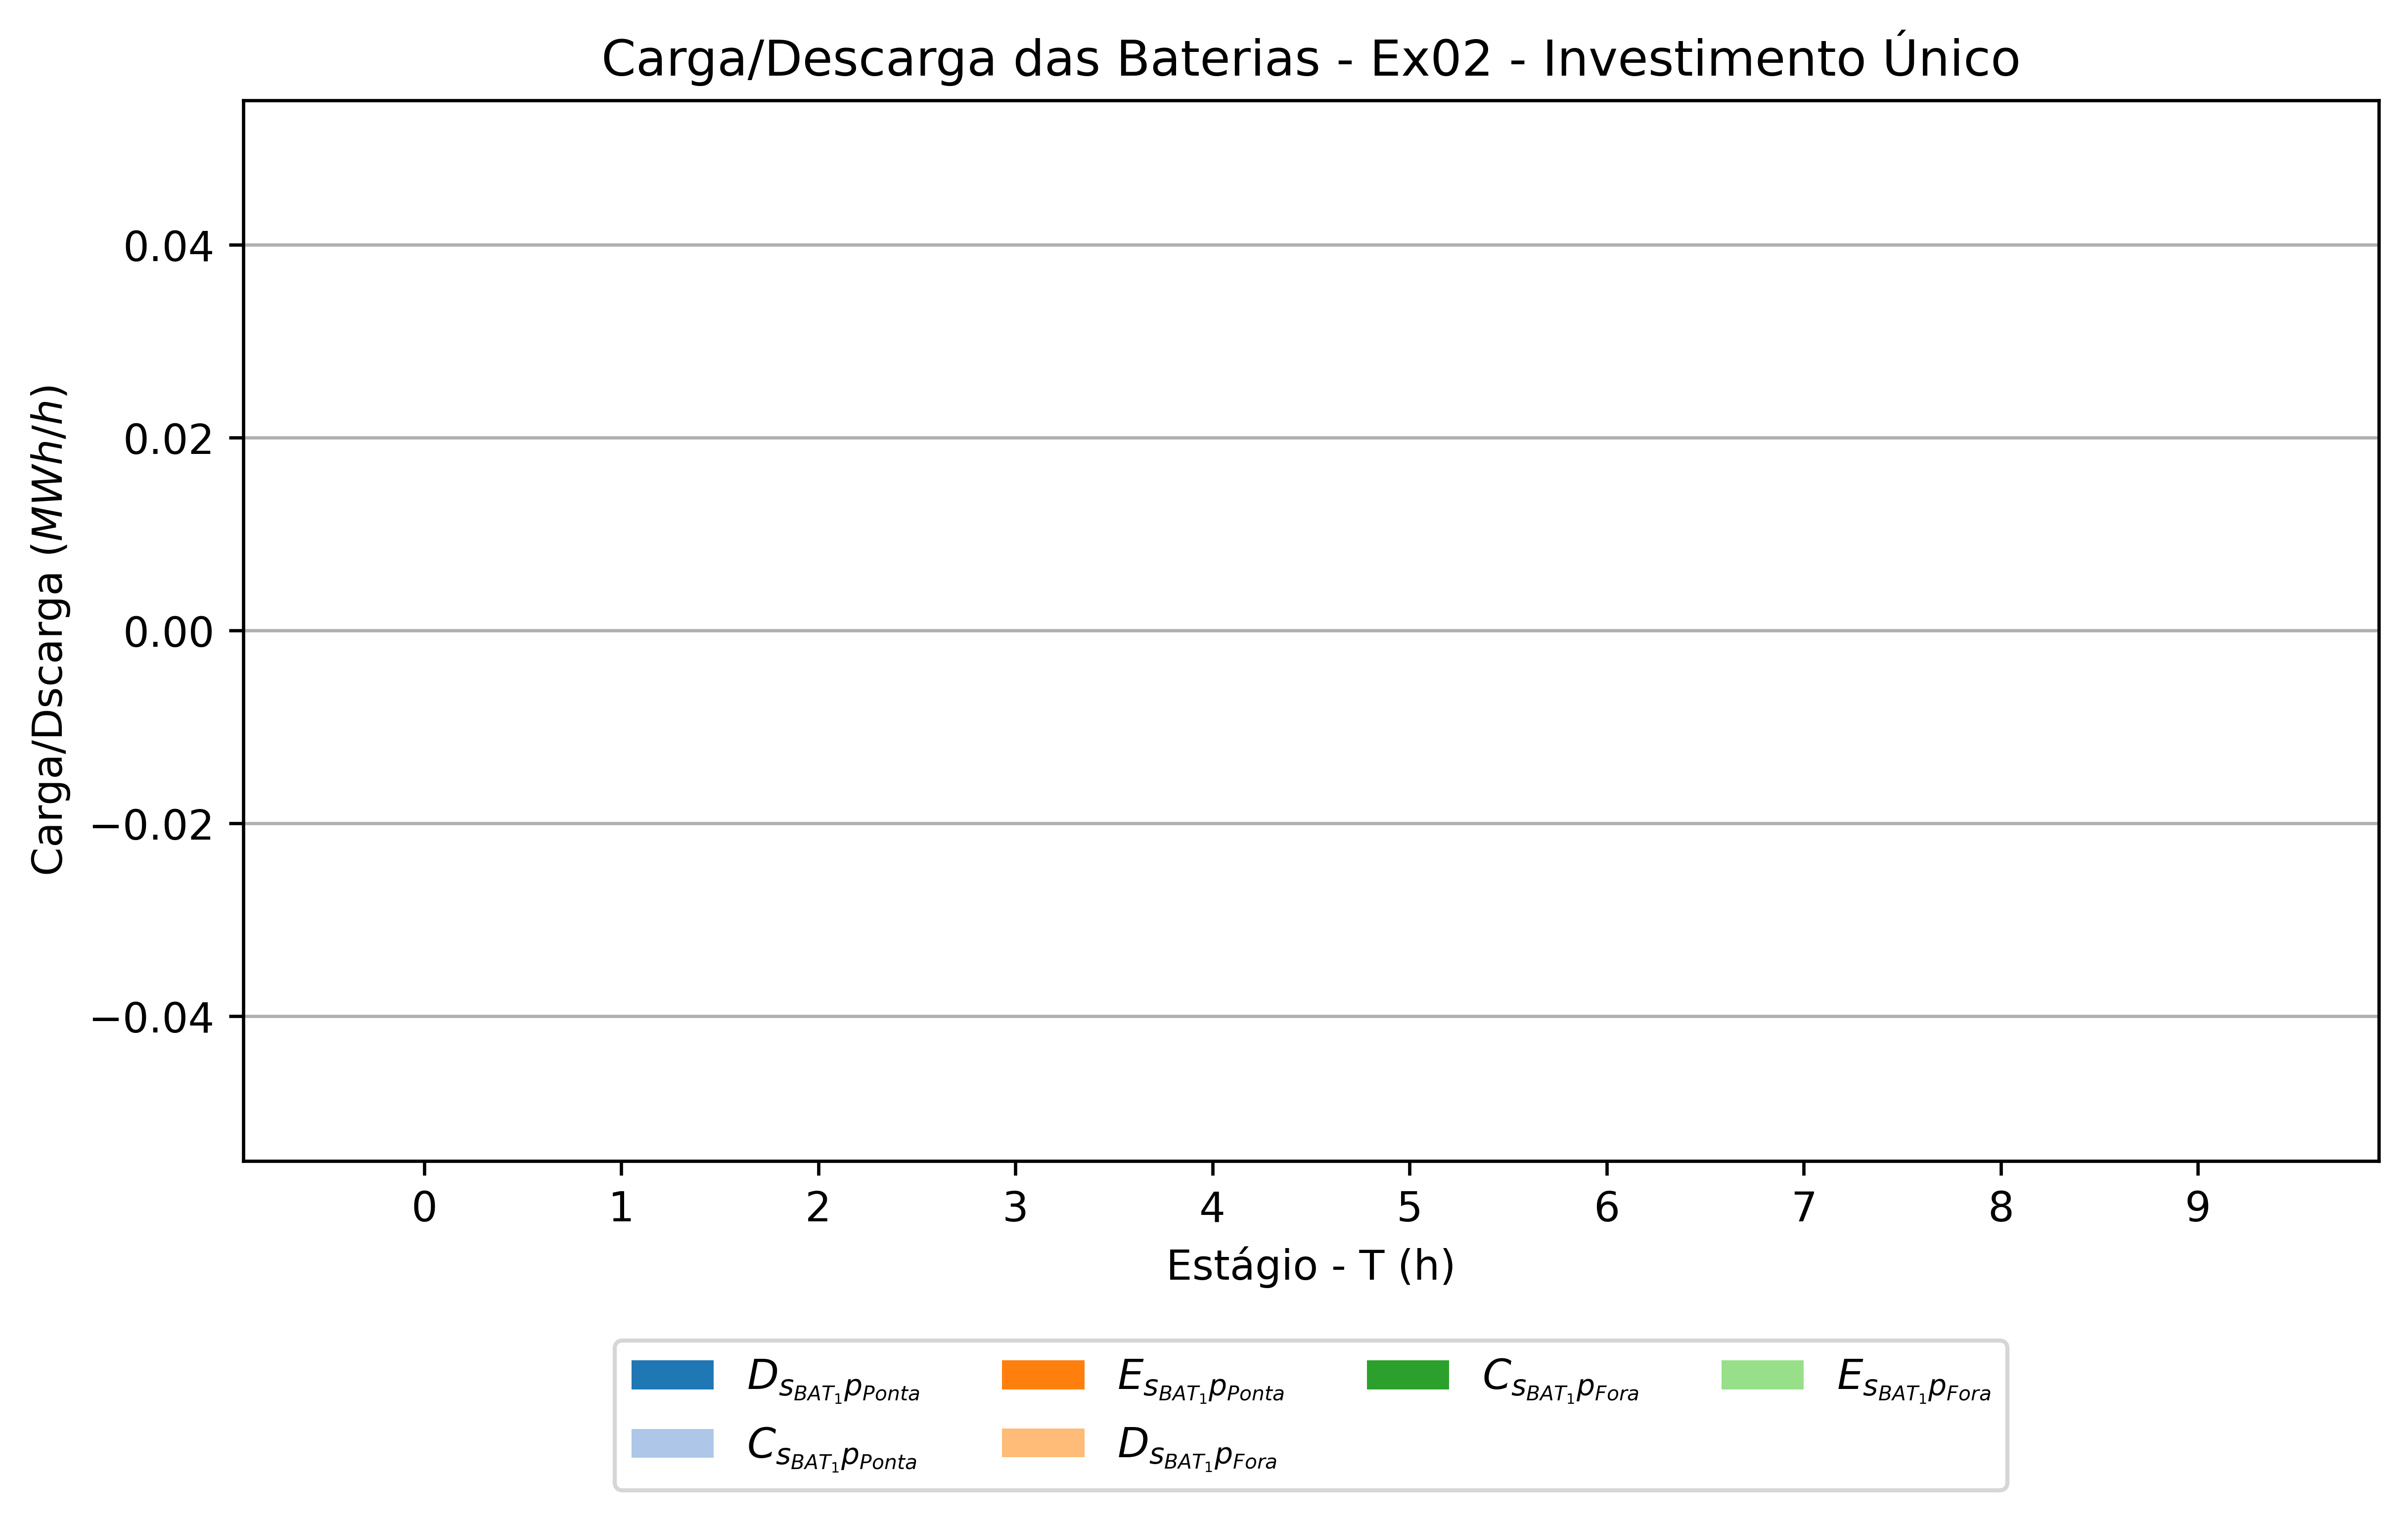 Carga/Descarga das Baterias - Ex02 - Investimento Único
Carga/Dscarga (MWh/h)
0.04
0.02
0.00
−0.02
−0.04
0 1 2 3 4 5 6 7 8 9
Estágio - T (h)
D_{s_{BAT_1}p_{Ponta}} E_{s_{BAT_1}p_{Ponta}} C_{s_{BAT_1}p_{Fora}} E_{s_{BAT_1}p_{Fora}}
C_{s_{BAT_1}p_{Ponta}} D_{s_{BAT_1}p_{Fora}}